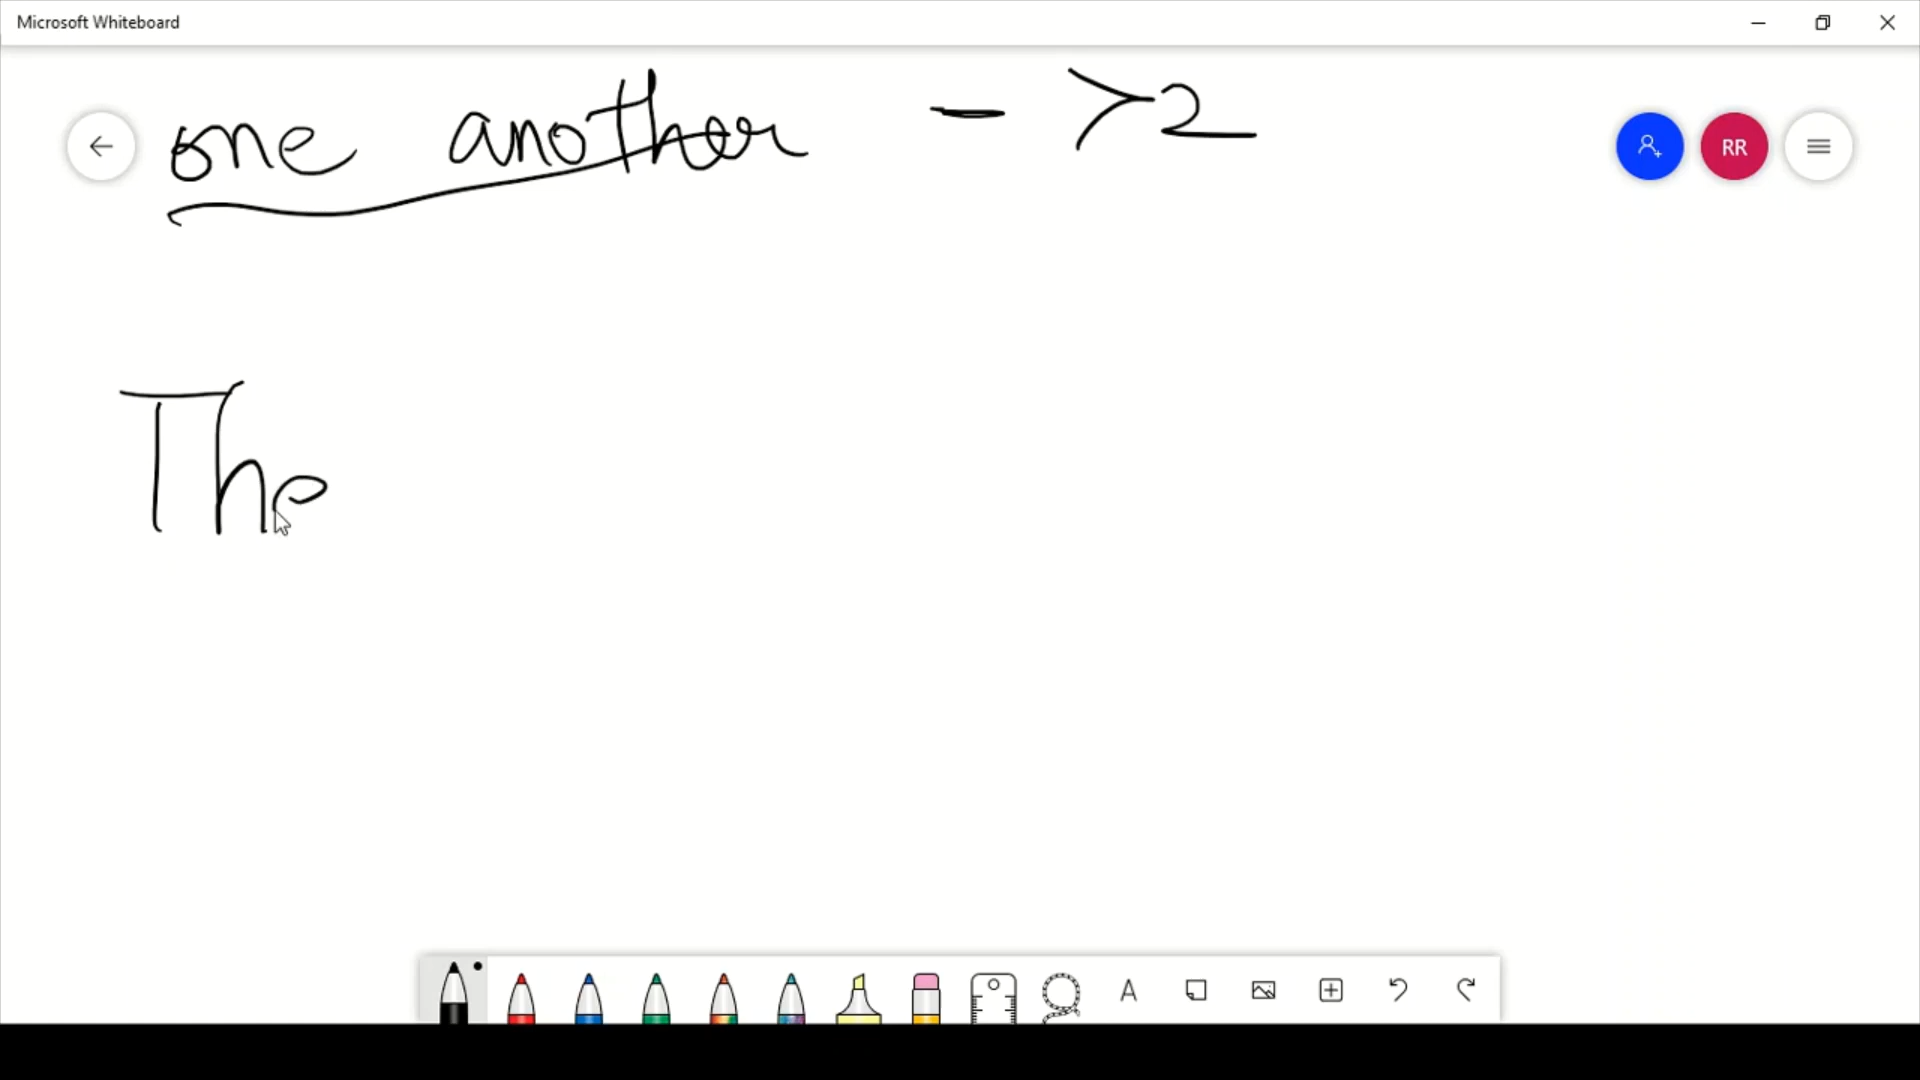 Microsoft Whiteboard
one another - >2
RR
The
A